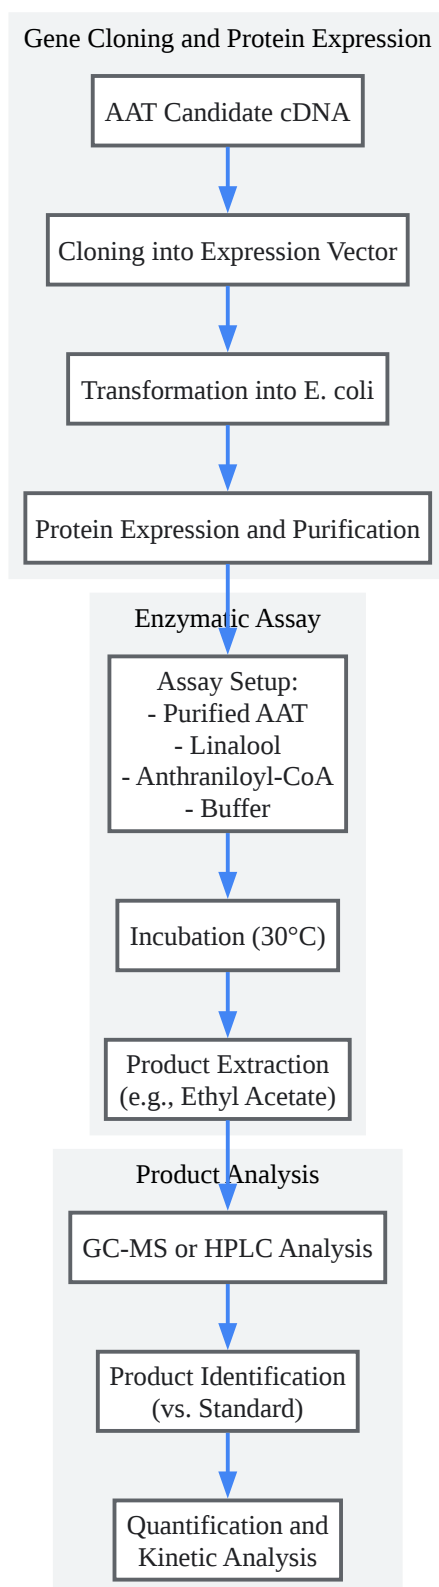 Gene Cloning and Protein Expression
AAT Candidate cDNA
Cloning into Expression Vector
Transformation into E. coli
Protein Expression and Purification
Enzymatic Assay
Assay Setup:
- Purified AAT
- Linalool
- Anthraniloyl-CoA
- Buffer
Incubation (30°C)
Product Extraction
(e.g., Ethyl Acetate)
Product Analysis
GC-MS or HPLC Analysis
Product Identification
(vs. Standard)
Quantification and
Kinetic Analysis